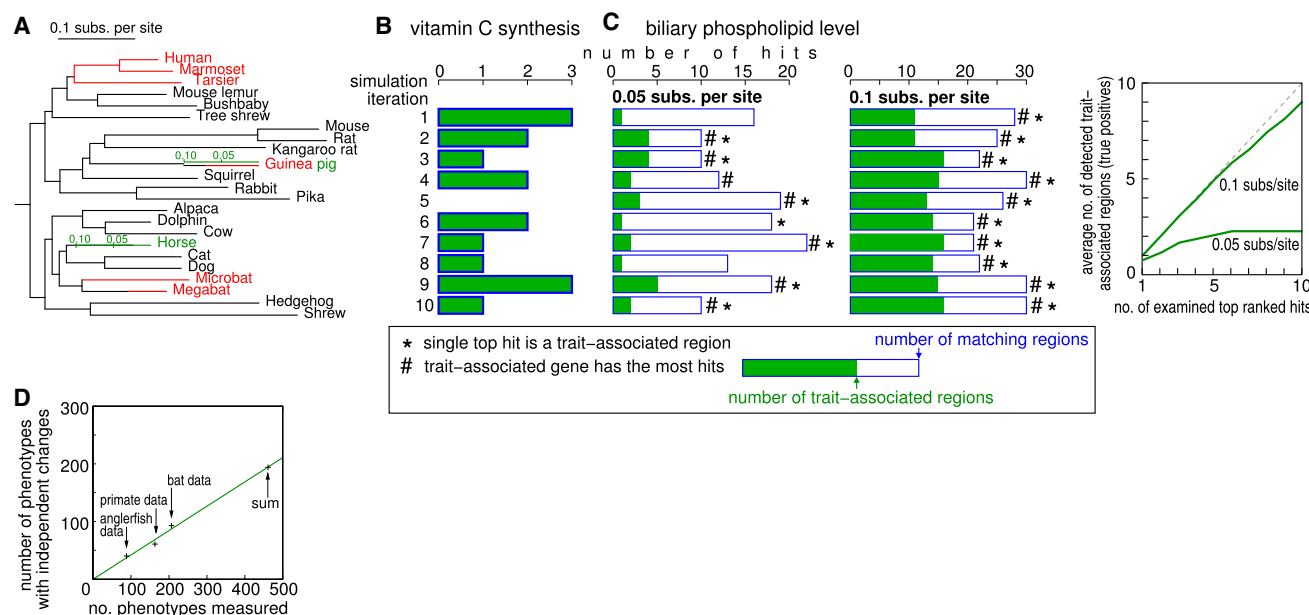 A
0.1 subs. per site
Human
Marmoset
Tarsier
Mouse lemur
Bushbaby
Tree shrew
Mouse
Rat
Kangaroo rat
0,10 0,05
Guinea pig
Squirrel
Rabbit
Pika
Alpaca
Dolphin
Cow
0,10 0,05
Horse
Cat
Dog
Microbat
Megabat
Hedgehog
Shrew
B vitamin C synthesis
C biliary phospholipid level
number of hits
simulation
iteration
0 1 2 3
0 5 10 15 20
0 10 20 30
0.05 subs. per site
0.1 subs. per site
1 # *
2 # * # *
3 # * # *
4 # # *
5 # * # *
6 * # *
7 # * # *
8 # *
9 # * # *
10 # * # *
* single top hit is a trait−associated region
# trait−associated gene has the most hits
number of matching regions
number of trait−associated regions
average no. of detected trait−
associated regions (true positives)
10
5
0
0.1 subs/site
0.05 subs/site
1 5 10
no. of examined top ranked hits
D
number of phenotypes
with independent changes
300
200
100
bat data
primate data
anglerfish
data
sum
0 100 200 300 400 500
no. phenotypes measured